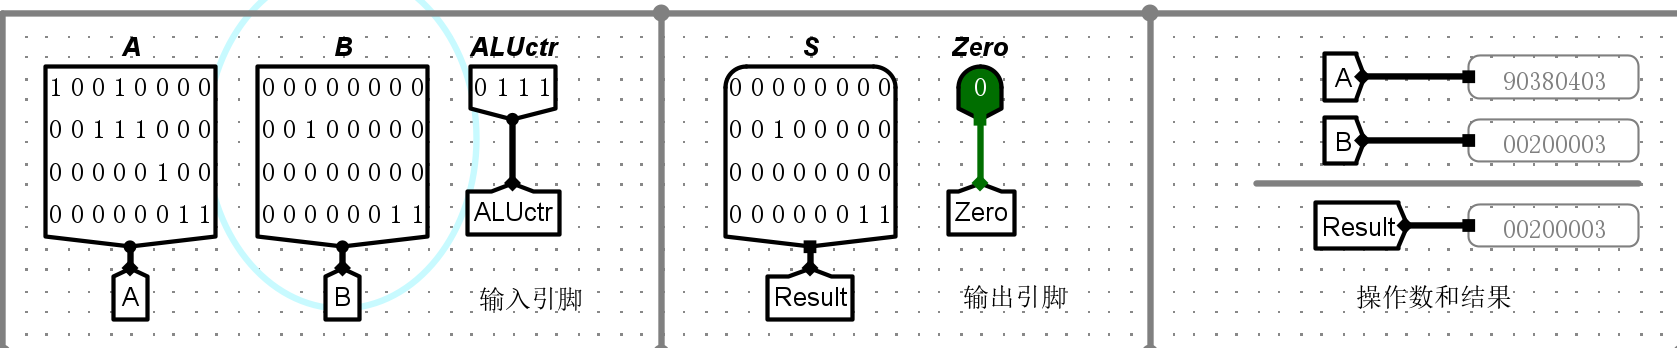 A B ALUctr S Zero
1 0 0 1 0 0 0 0 0 0 0 0 0 0 0 0 0 1 1 1 0 0 0 0 0 0 0 0 0 A 90380403
0 0 1 1 1 0 0 0 0 0 1 0 0 0 0 0 0 0 1 0 0 0 0 0 B 00200003
0 0 0 0 0 1 0 0 0 0 0 0 0 0 0 0 0 0 0 0 0 0 0 0
0 0 0 0 0 0 1 1 0 0 0 0 0 0 1 1 ALUctr 0 0 0 0 0 0 1 1 Zero Result 00200003
A B 输入引脚 Result 输出引脚 操作数和结果